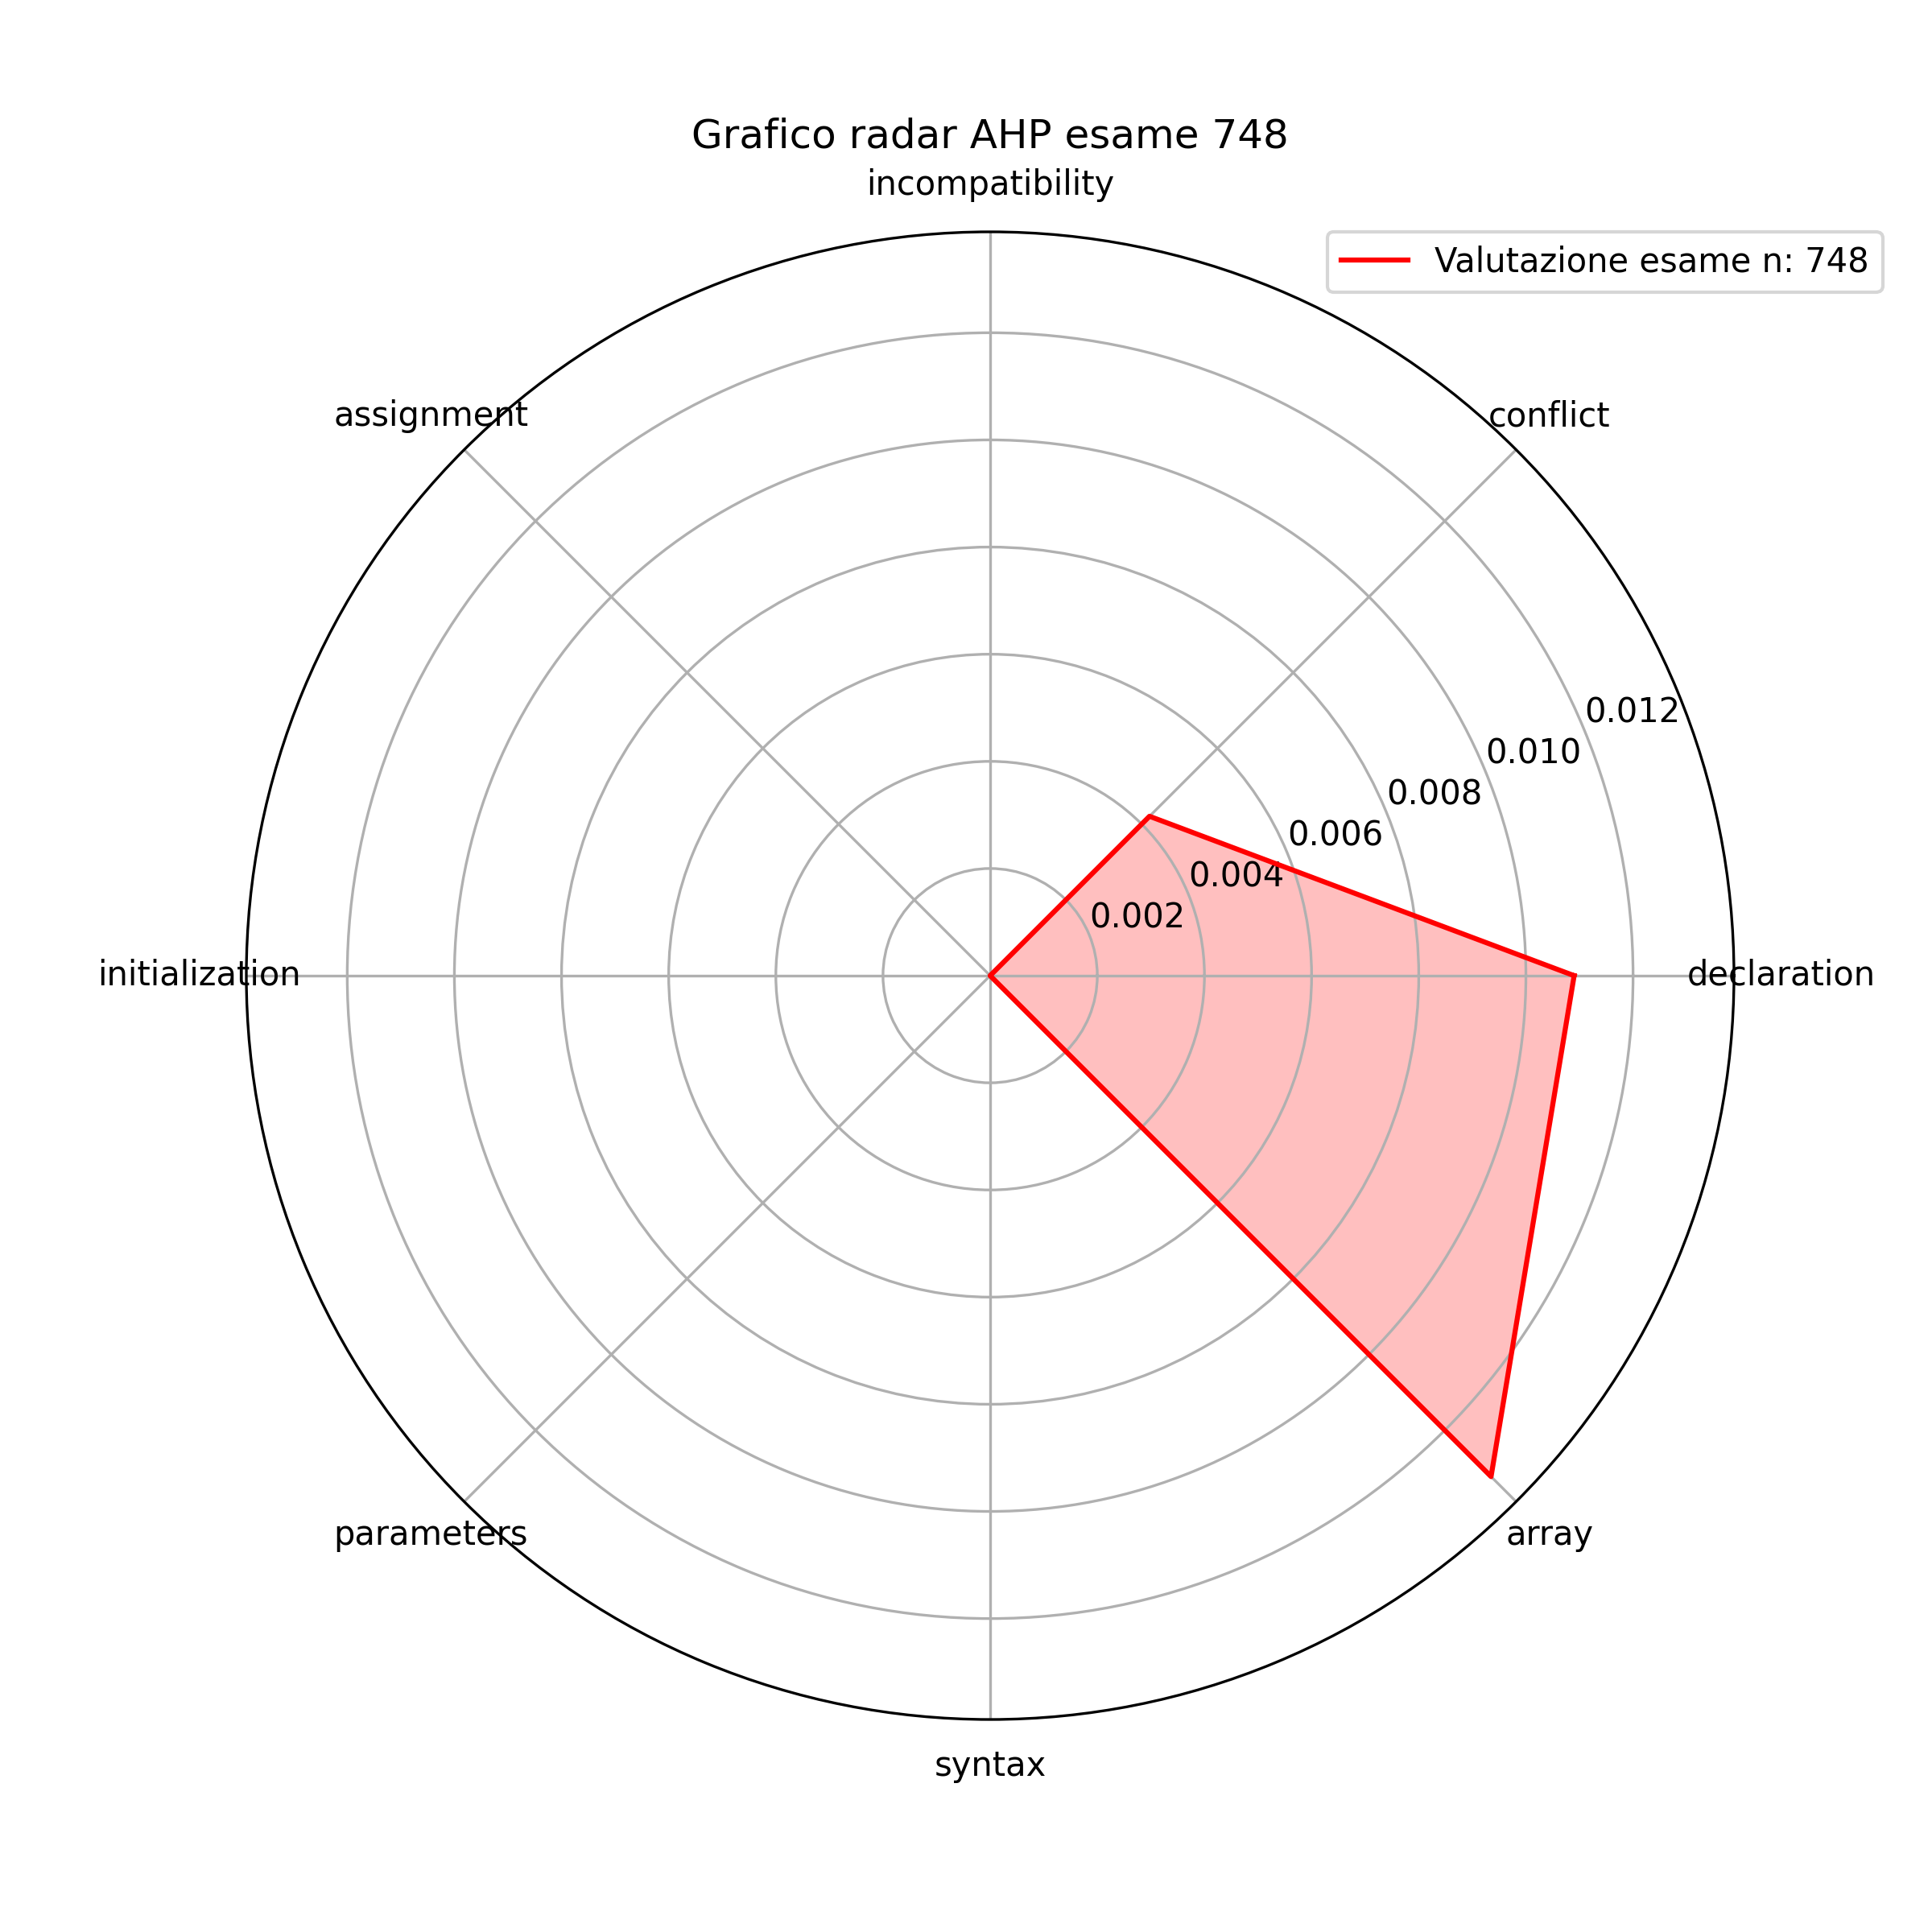 Grafico radar AHP esame 748
incompatibility
Valutazione esame n: 748
assignment
conflict
0.012
0.010
0.008
0.006
0.004
0.002
initialization
declaration
parameters
array
syntax